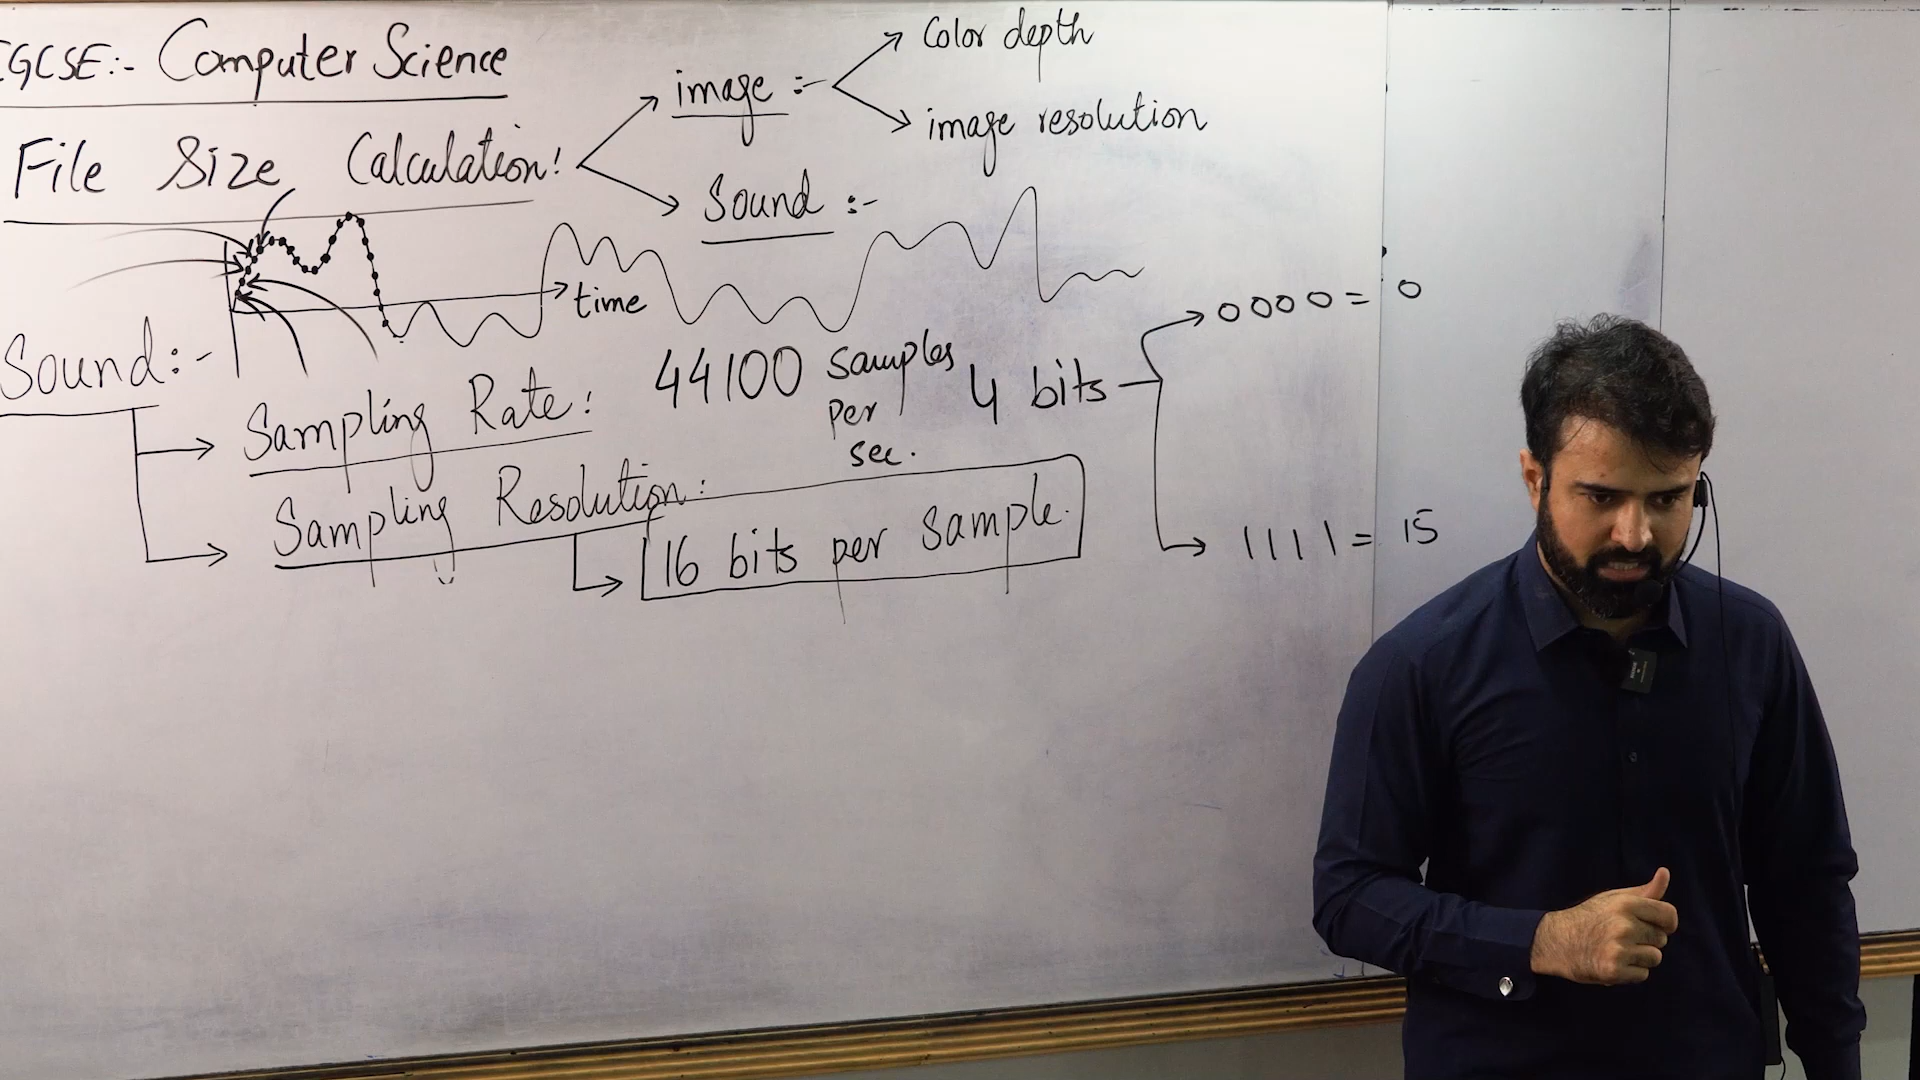 IGCSE:- Computer Science
File Size Calculation!
image :-
Color depth
image resolution
Sound :-
time
Sound:-
Sampling Rate:
44100 samples
per
sec.
4 bits
0000 = 0
1111 = 15
Sampling Resolution:
16 bits per sample.